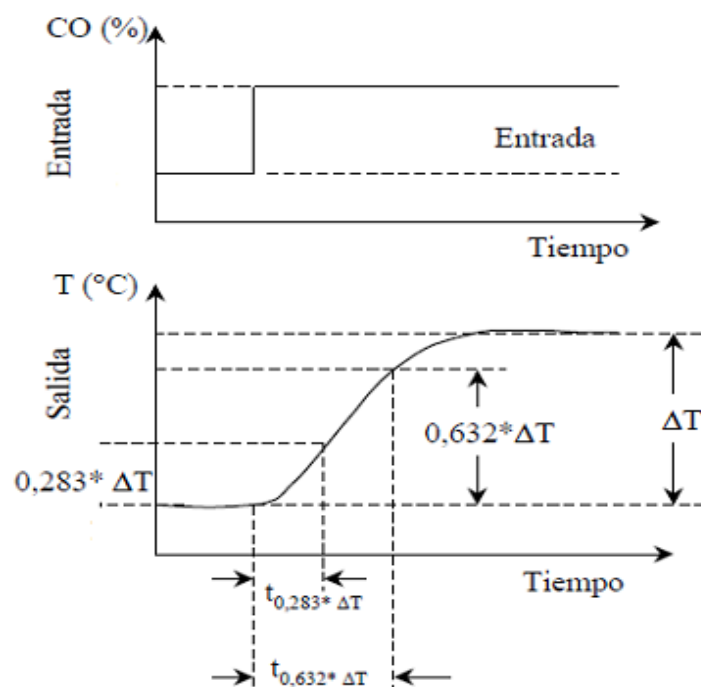 CO (%)
Entrada
Entrada
Tiempo
T (°C)
Salida
0,632*ΔT
ΔT
0,283* ΔT
Tiempo
t0,283* ΔT
t0,632* ΔT